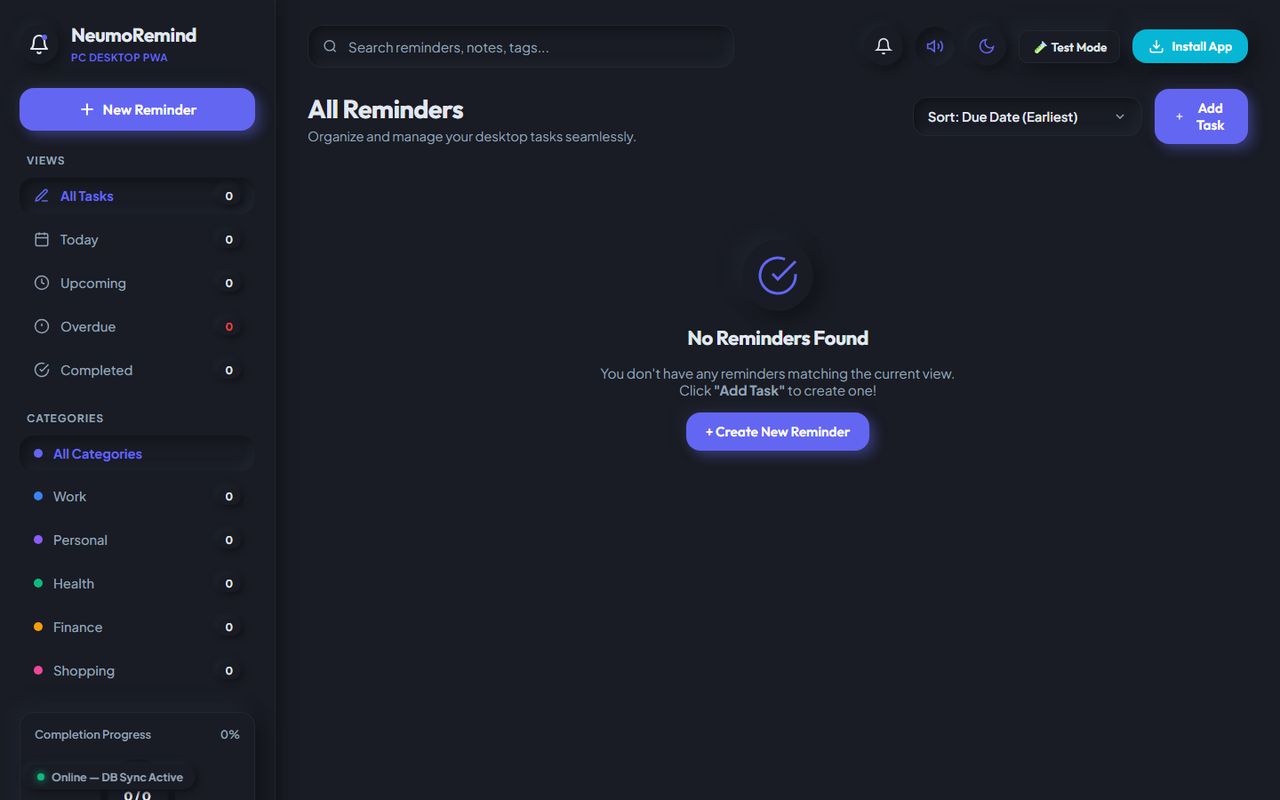 NeumoRemind
PC DESKTOP PWA
New Reminder
VIEWS
All Tasks 0
Today 0
Upcoming 0
Overdue 0
Completed 0
CATEGORIES
All Categories
Work 0
Personal 0
Health 0
Finance 0
Shopping 0
Completion Progress 0%
Online — DB Sync Active
0/0
Search reminders, notes, tags...
Test Mode
Install App
All Reminders
Organize and manage your desktop tasks seamlessly.
Sort: Due Date (Earliest)
+ Add
Task
No Reminders Found
You don't have any reminders matching the current view.
Click "Add Task" to create one!
+ Create New Reminder